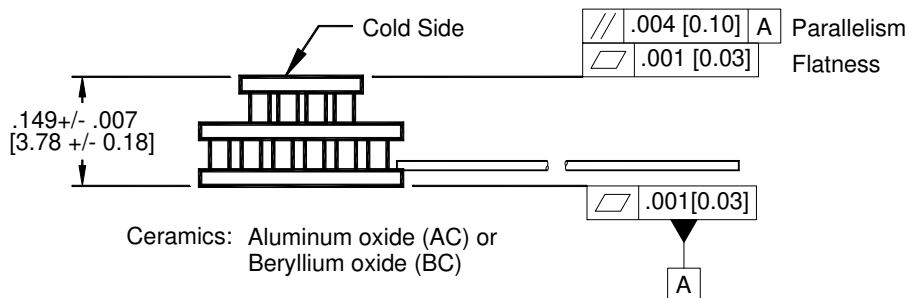 Cold Side
// .004 [0.10] A Parallelism
.001 [0.03] Flatness
.149+/- .007
[3.78 +/- 0.18]
.001[0.03]
Ceramics: Aluminum oxide (AC) or
Beryllium oxide (BC)
A